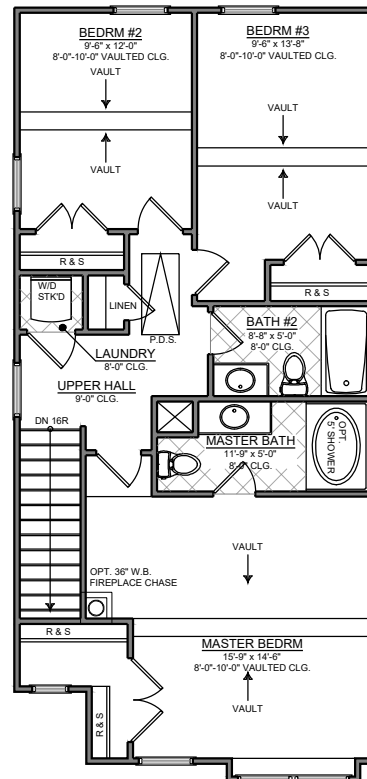 BEDRM #2
9'-6" x 12'-0"
8'-0"-10'-0" VAULTED CLG.
VAULT
VAULT
BEDRM #3
9'-6" x 13'-8"
8'-0"-10'-0" VAULTED CLG.
VAULT
VAULT
R & S
R & S
W/D
STK'D
LINEN
P.D.S.
LAUNDRY
8'-0" CLG.
BATH #2
8'-8" x 5'-0"
8'-0" CLG.
UPPER HALL
9'-0" CLG.
DN 16R
MASTER BATH
11'-9" x 5'-0"
8'-0" CLG.
OPT.
5' SHOWER
OPT. 36" W.B.
FIREPLACE CHASE
VAULT
R & S
MASTER BEDRM
15'-9" x 14'-6"
8'-0"-10'-0" VAULTED CLG.
VAULT
R & S